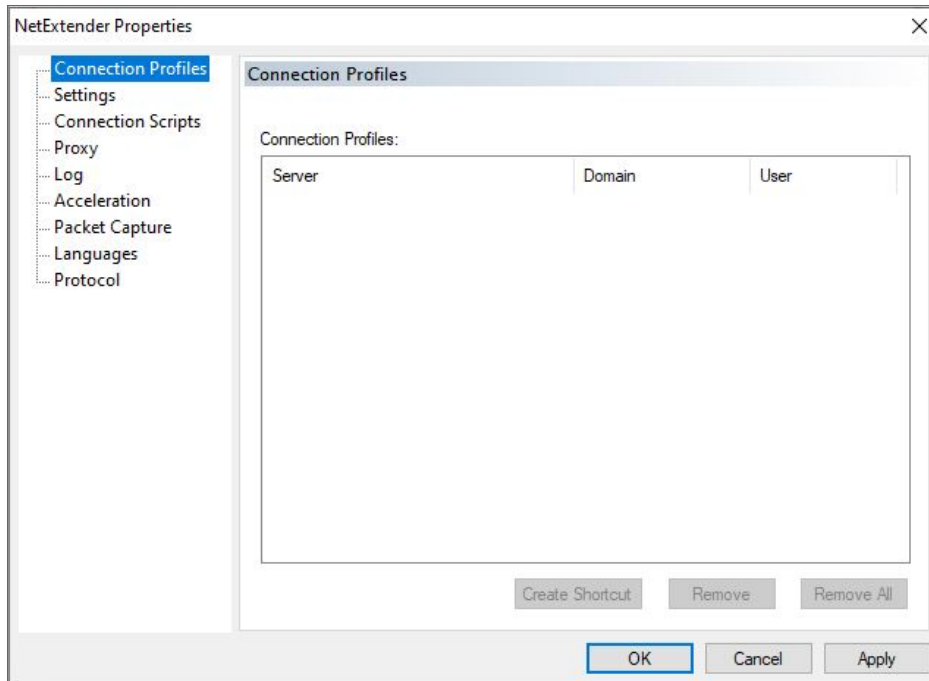 NetExtender Properties
Connection Profiles
Settings
Connection Scripts
Proxy
Log
Acceleration
Packet Capture
Languages
Protocol
Connection Profiles
Connection Profiles:
Server Domain User
Create Shortcut Remove Remove All
OK Cancel Apply